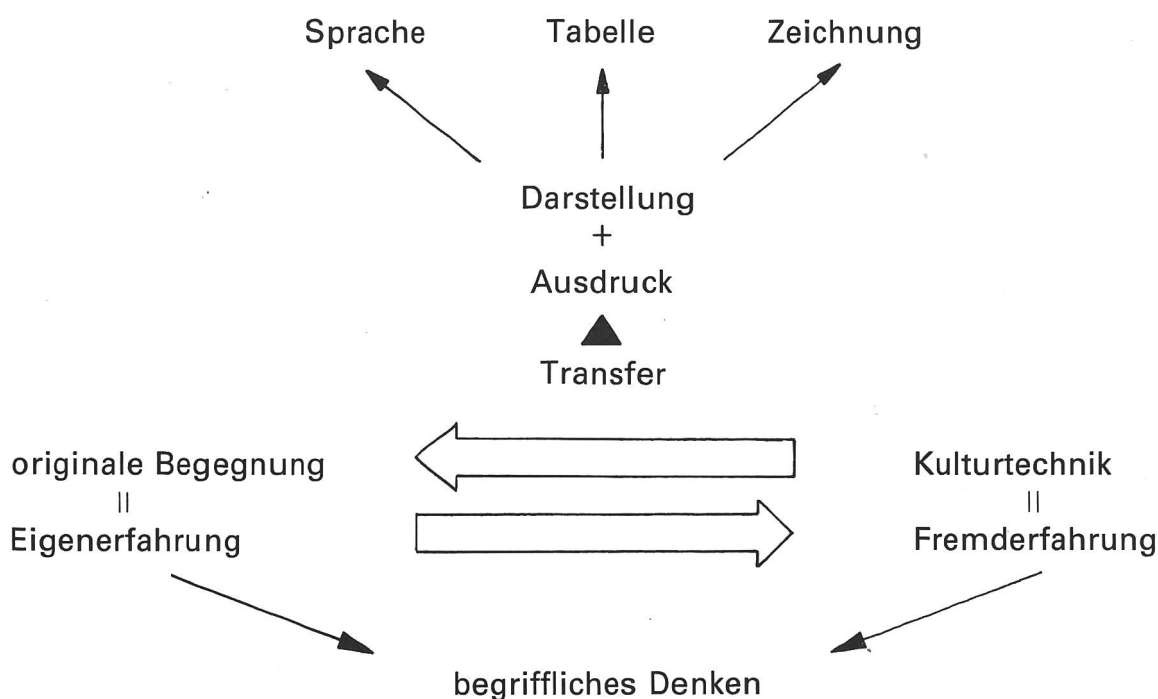 Sprache Tabelle Zeichnung
Darstellung
+
Ausdruck
Transfer
originale Begegnung Kulturtechnik
= =
Eigenerfahrung Fremderfahrung
begriffliches Denken